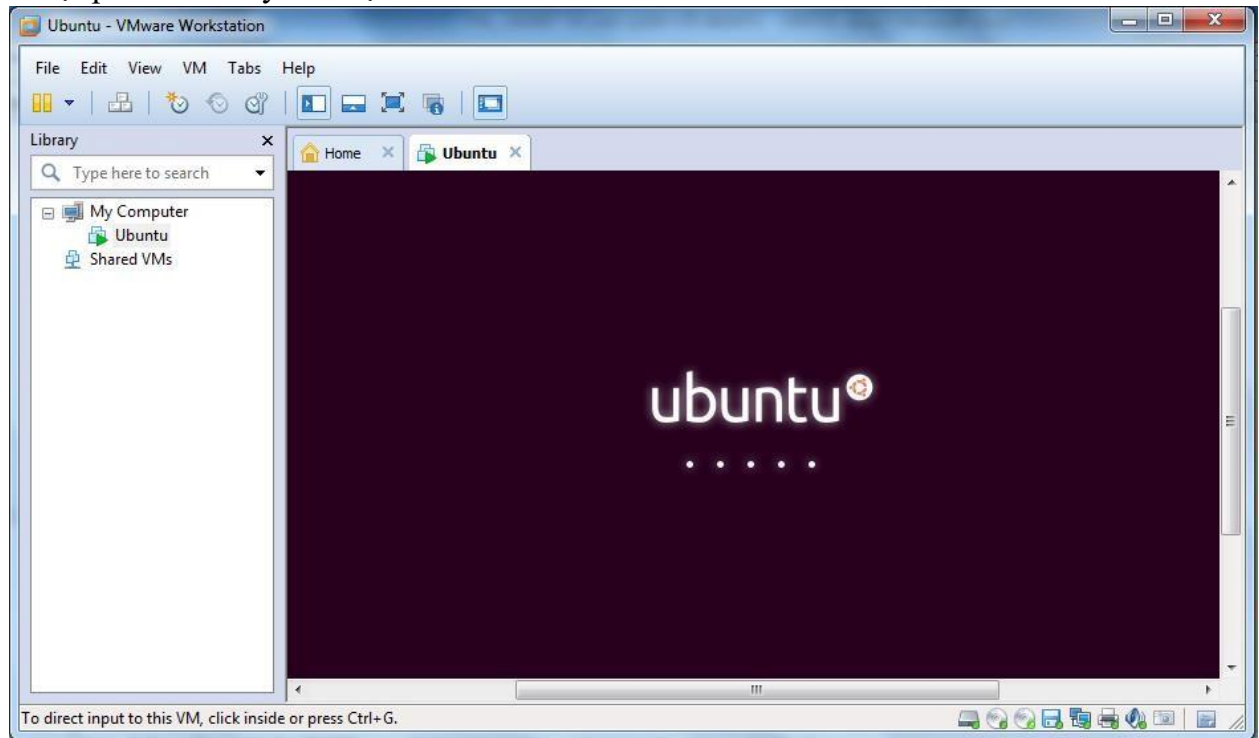 Ubuntu - VMware Workstation
File Edit View VM Tabs Help
Library
Type here to search
My Computer
Ubuntu
Shared VMs
Home
Ubuntu
ubuntu
To direct input to this VM, click inside or press Ctrl+G.